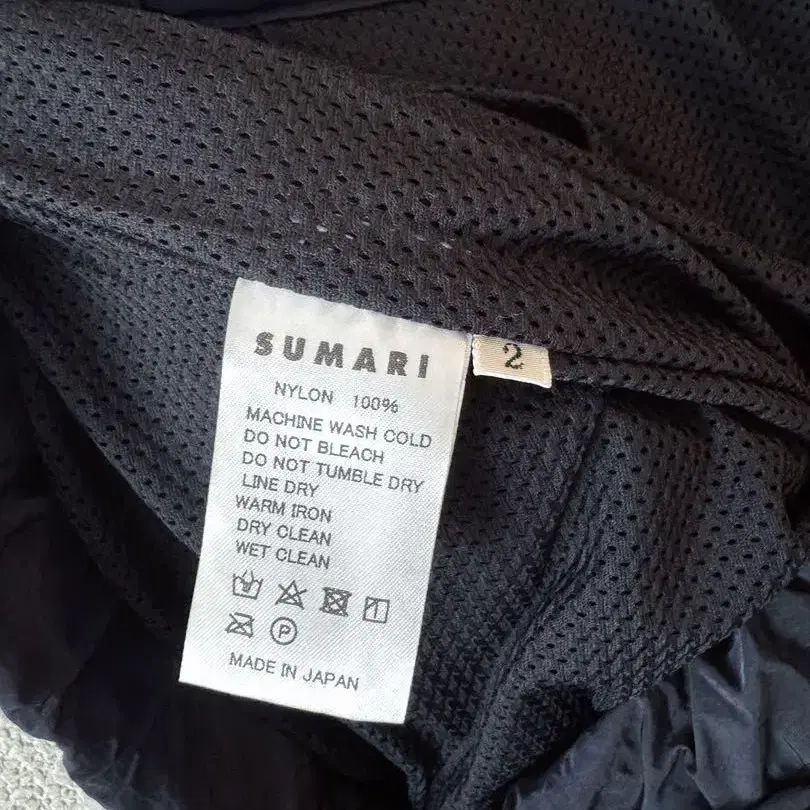 SUMARI
2
NYLON 100%
MACHINE WASH COLD
DO NOT BLEACH
DO NOT TUMBLE DRY
LINE DRY
WARM IRON
DRY CLEAN
WET CLEAN
P
MADE IN JAPAN